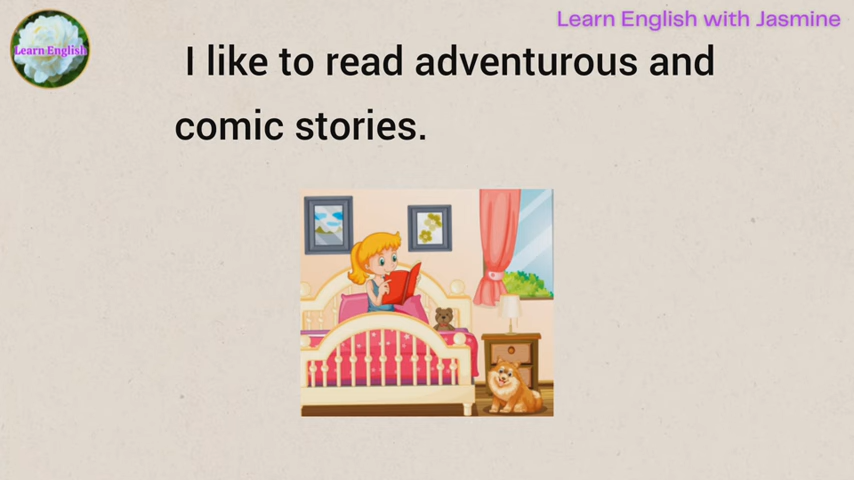 Learn English with Jasmine
Learn English
I like to read adventurous and
comic stories.